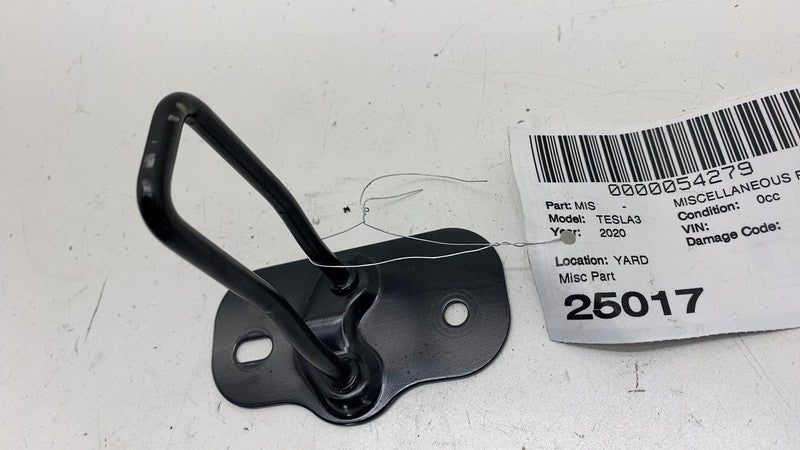 0000054279
Part: MIS - MISCELLANEOUS
Model: TESLA3 Condition: 0cc
Year: 2020 VIN:
Damage Code:
Location: YARD
Misc Part
25017